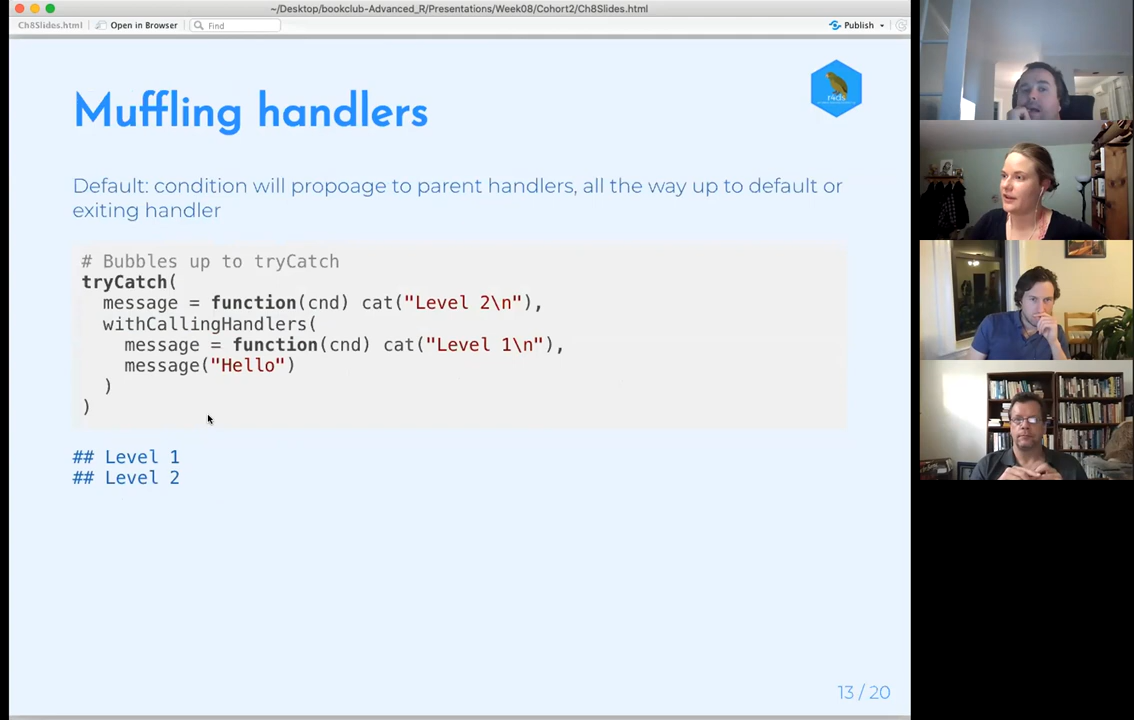 ~/Desktop/bookclub-Advanced_R/Presentations/Week08/Cohort2/Ch8Slides.html
Ch8Slides.html Open in Browser Find Publish
Muffling handlers
r4ds
Default: condition will propoage to parent handlers, all the way up to default or
exiting handler
# Bubbles up to tryCatch
tryCatch(
message = function(cnd) cat("Level 2\n"),
withCallingHandlers(
message = function(cnd) cat("Level 1\n"),
message("Hello")
)
)
## Level 1
## Level 2
13 / 20